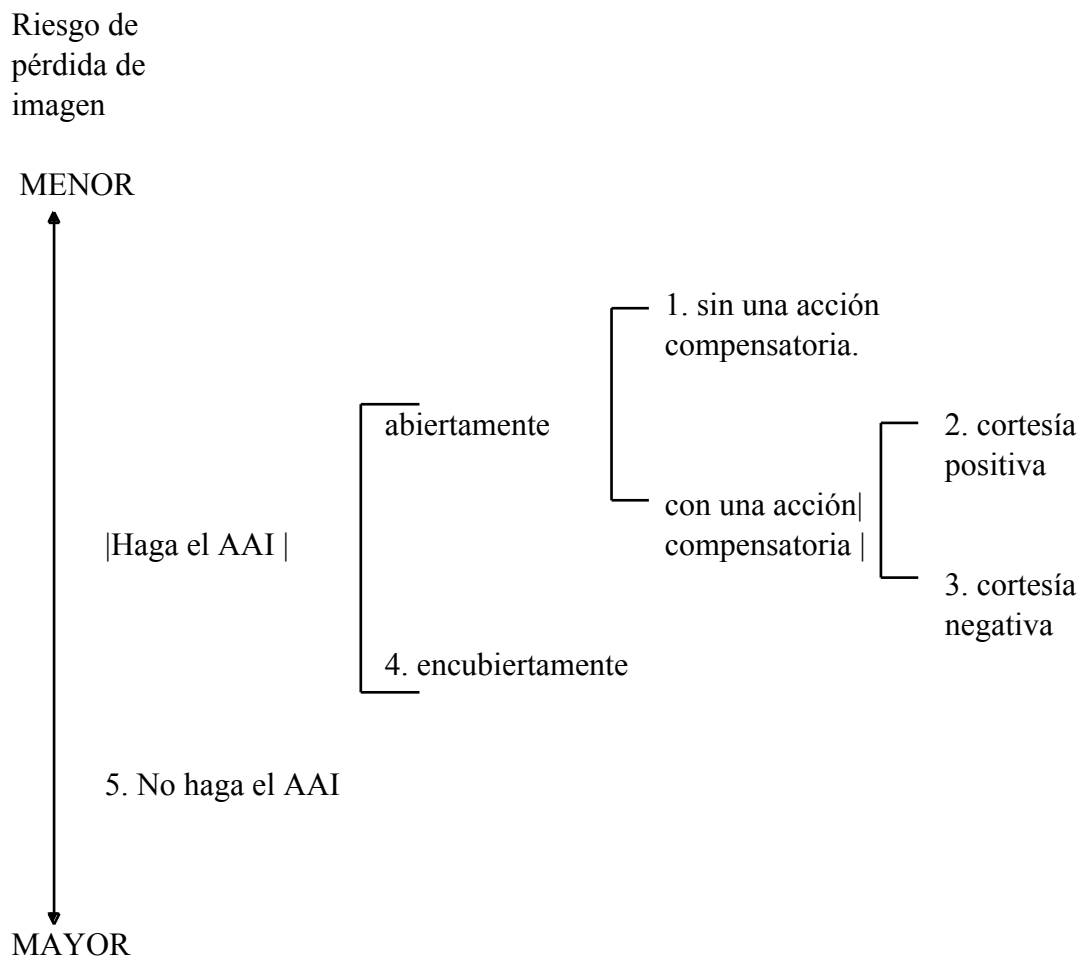 Riesgo de
pérdida de
imagen
MENOR
1. sin una acción
compensatoria.
abiertamente
2. cortesía
positiva
con una acción|
compensatoria |
|Haga el AAI |
3. cortesía
negativa
4. encubiertamente
5. No haga el AAI
MAYOR